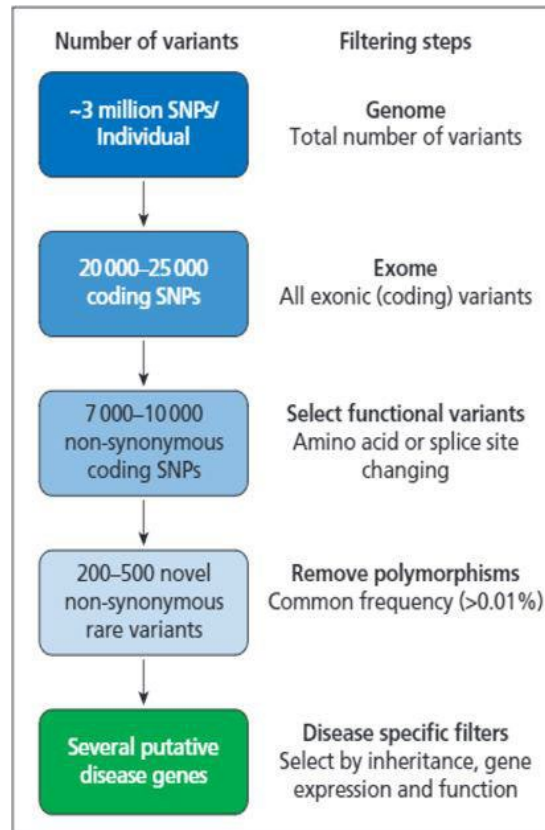 Number of variants
Filtering steps
~3 million SNPs/
Individual
Genome
Total number of variants
20 000–25 000
coding SNPs
Exome
All exonic (coding) variants
7 000–10 000
non-synonymous
coding SNPs
Select functional variants
Amino acid or splice site
changing
200–500 novel
non-synonymous
rare variants
Remove polymorphisms
Common frequency (>0.01%)
Several putative
disease genes
Disease specific filters
Select by inheritance, gene
expression and function